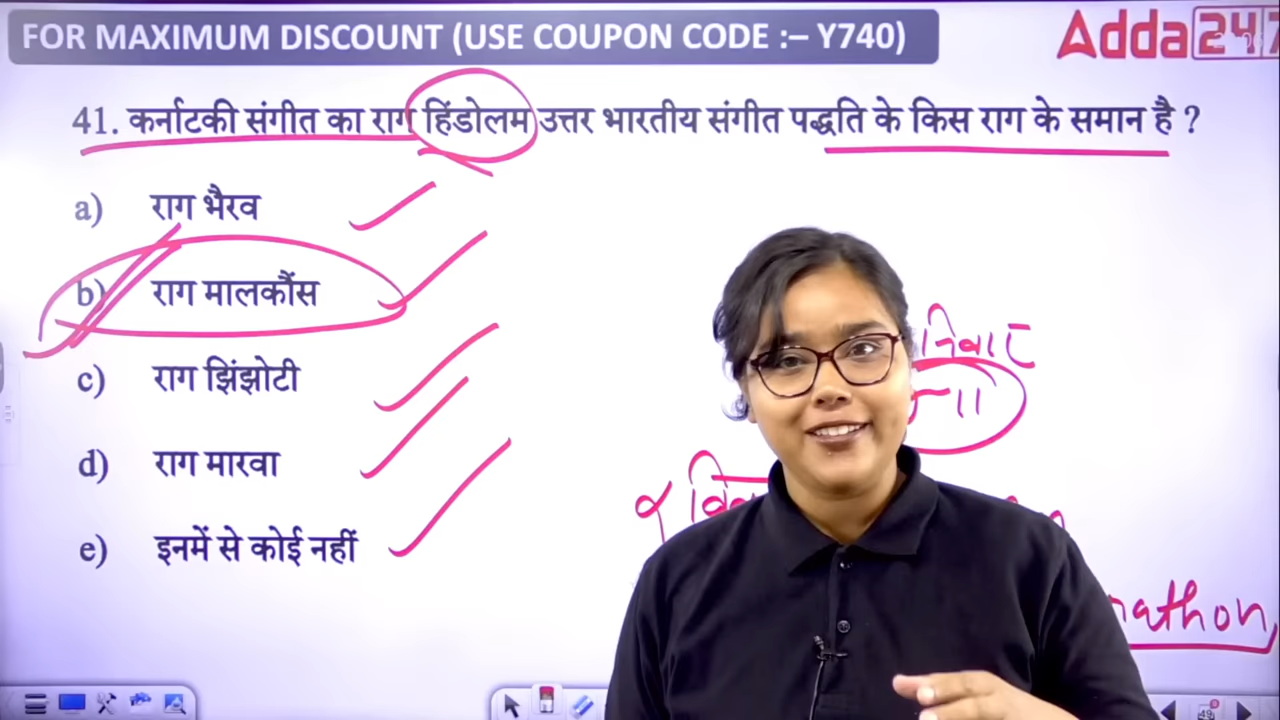 FOR MAXIMUM DISCOUNT (USE COUPON CODE :– Y740)
Adda247
41. कर्नाटकी संगीत का राग हिंडोलम उत्तर भारतीय संगीत पद्धति के किस राग के समान है ?
a) राग भैरव
b) राग मालकौंस
c) राग झिंझोटी
d) राग मारवा
e) इनमें से कोई नहीं
49